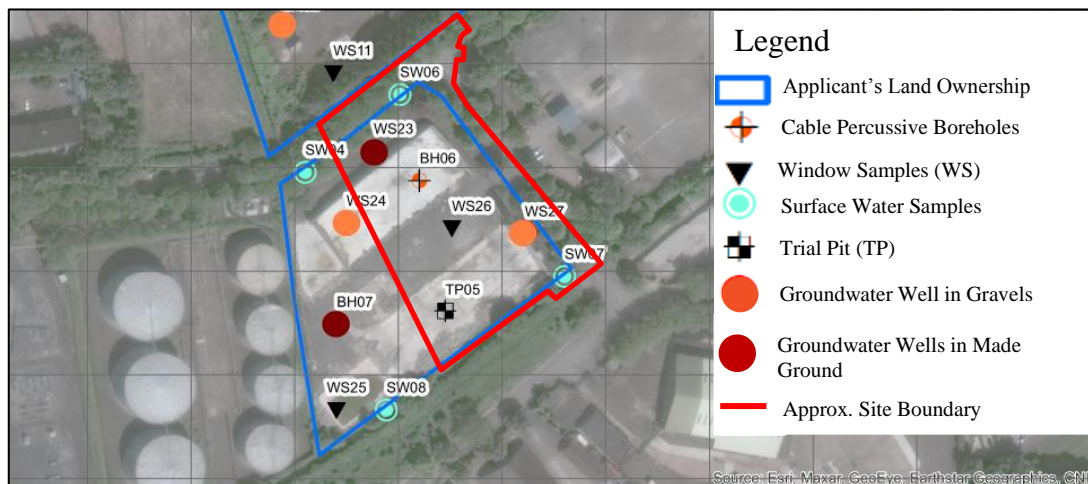 WS11
SW06
WS23
BH06
SW04
WS24
WS26
WS27
SW07
TP05
BH07
WS25
SW08
Legend
Applicant's Land Ownership
Cable Percussive Boreholes
Window Samples (WS)
Surface Water Samples
Trial Pit (TP)
Groundwater Well in Gravels
Groundwater Wells in Made
Ground
Approx. Site Boundary
Source: Esri, Maxar, GeoEye, Earthstar Geographics,